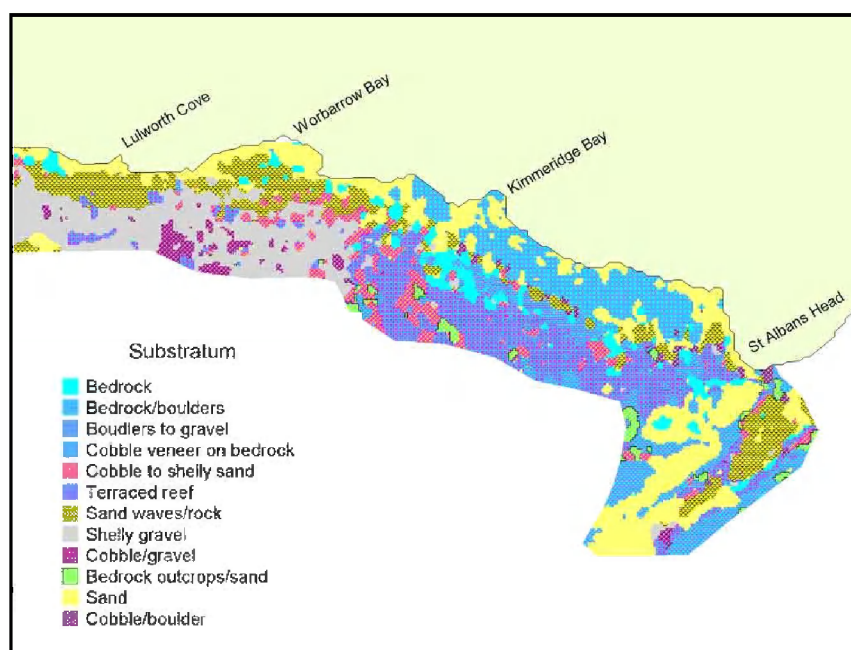 Lulworth Cove
Worbarrow Bay
Kimmeridge Bay
St Albans Head
Substratum
Bedrock
Bedrock/boulders
Boudlers to gravel
Cobble veneer on bedrock
Cobble to shelly sand
Terraced reef
Sand waves/rock
Shelly gravel
Cobble/gravel
Bedrock outcrops/sand
Sand
Cobble/boulder